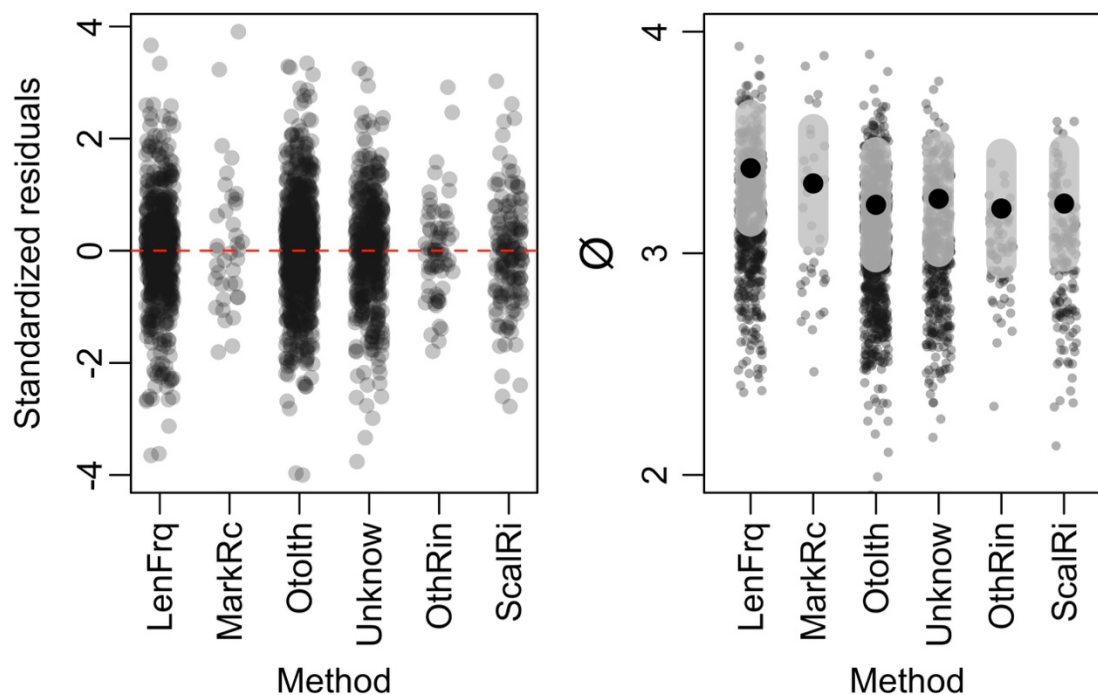 Standardized residuals
4
2
0
-2
-4
LenFrq
MarkRc
Otolth
Unknow
OthRin
ScalRi
Method
Ø
4
3
2
LenFrq
MarkRc
Otolth
Unknow
OthRin
ScalRi
Method